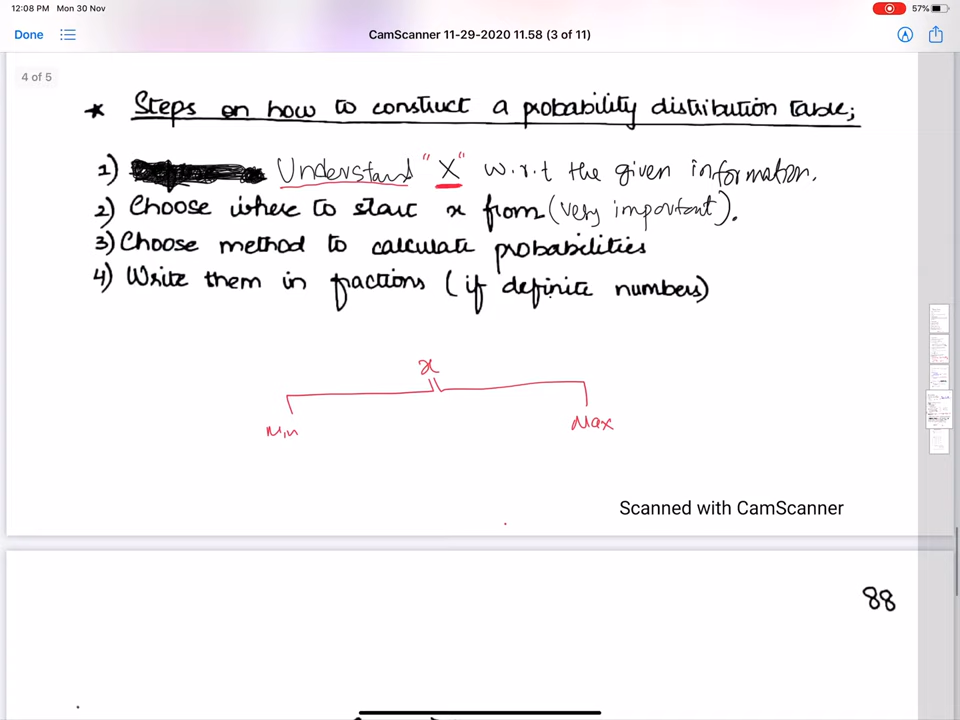 12:08 PM Mon 30 Nov
57%
Done
CamScanner 11-29-2020 11.58 (3 of 11)
4 of 5
* Steps on how to construct a probability distribution table;
1) Understand "X" w.r.t the given information.
2) Choose where to start x from (very important).
3) Choose method to calculate probabilities
4) Write them in fractions (if definite numbers)
x
Min
Max
Scanned with CamScanner
88